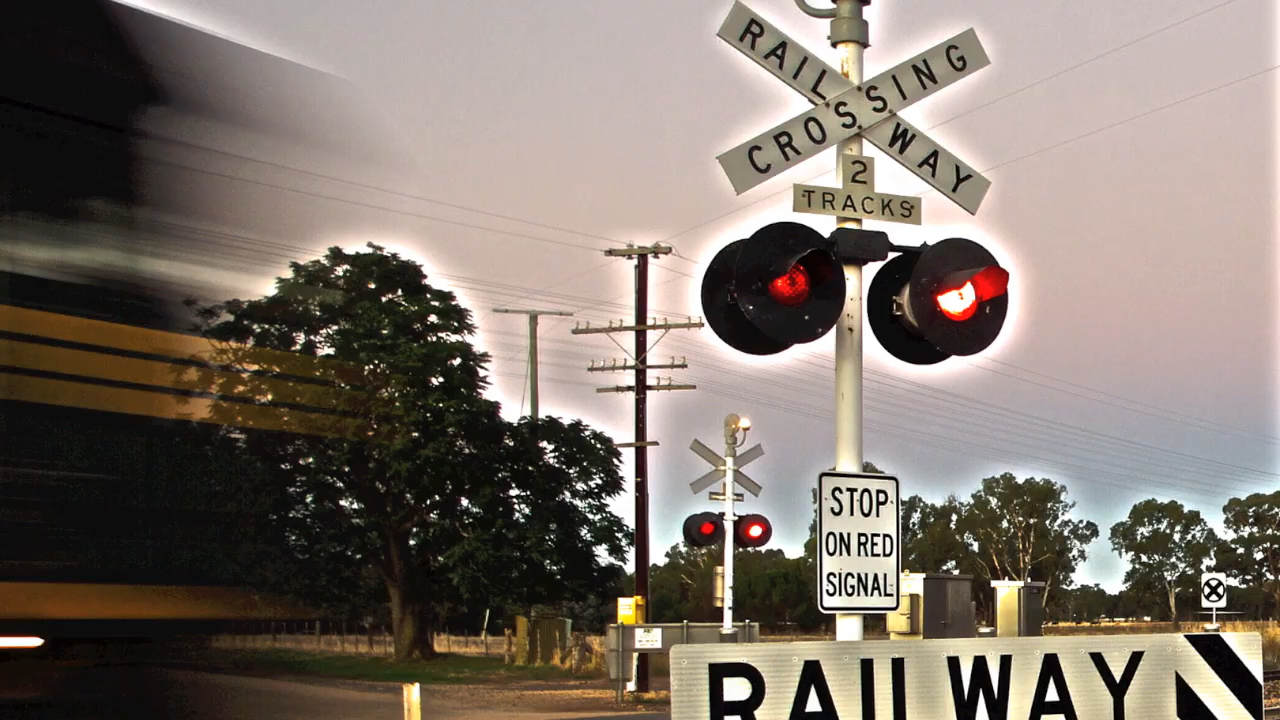 RAILWAY
CROSSING
2
TRACKS
STOP
ON RED
SIGNAL
RAILWAY